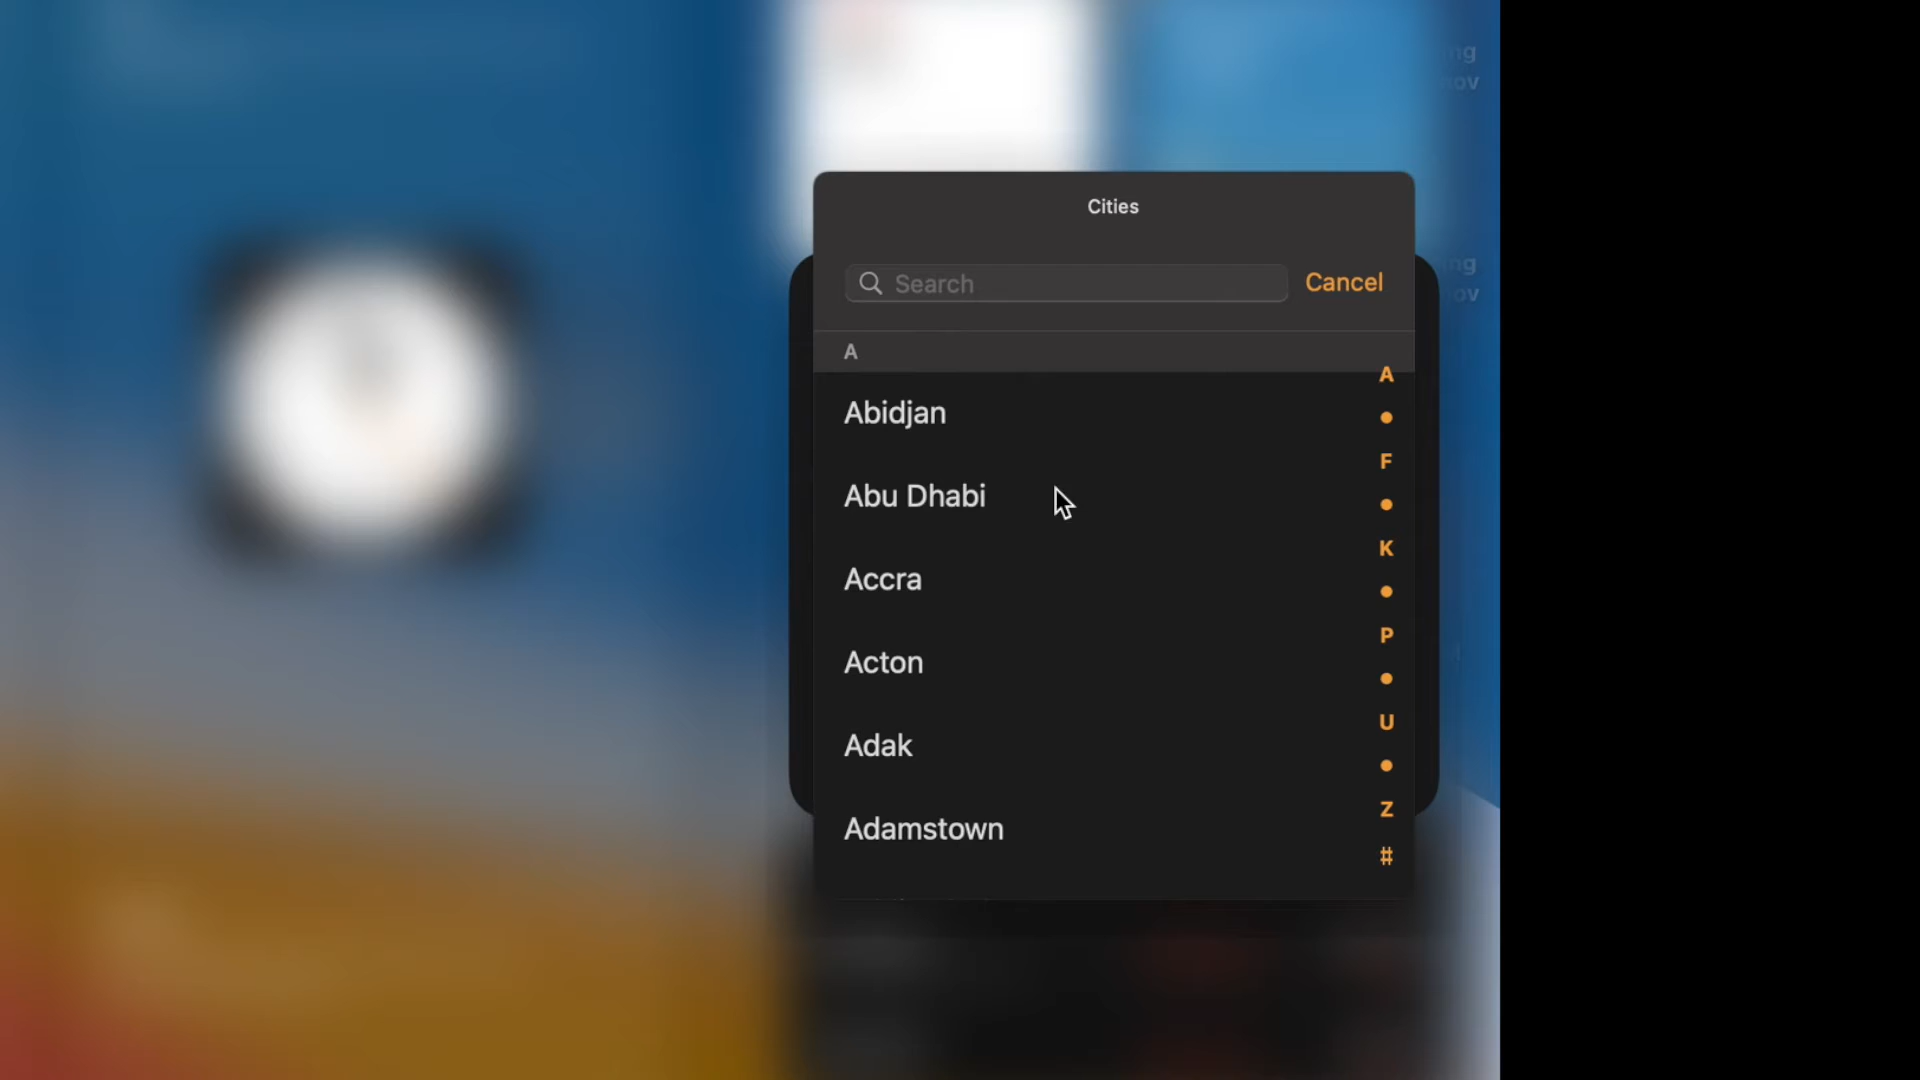 Cities
Search
Cancel
A
Abidjan
Abu Dhabi
Accra
Acton
Adak
Adamstown
A
F
K
P
U
Z
#